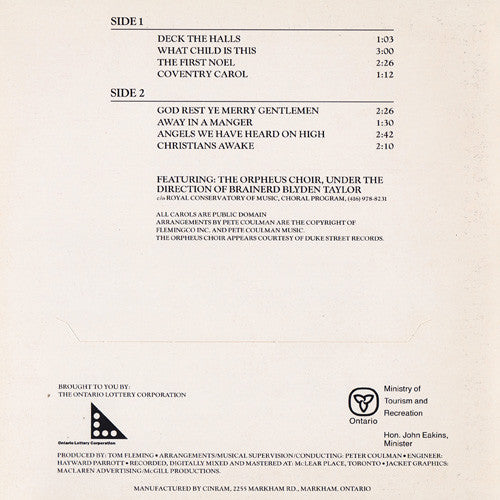 SIDE 1
DECK THE HALLS 1:03
WHAT CHILD IS THIS 3:00
THE FIRST NOEL 2:26
COVENTRY CAROL 1:12
SIDE 2
GOD REST YE MERRY GENTLEMEN 2:26
AWAY IN A MANGER 1:30
ANGELS WE HAVE HEARD ON HIGH 2:42
CHRISTIANS AWAKE 2:10
FEATURING: THE ORPHEUS CHOIR, UNDER THE
DIRECTION OF BRAINERD BLYDEN TAYLOR
c/o ROYAL CONSERVATORY OF MUSIC, CHORAL PROGRAM, (416) 978-8231
ALL CAROLS ARE PUBLIC DOMAIN
ARRANGEMENTS BY PETE COULMAN ARE THE COPYRIGHT OF
FLEMINGCO INC. AND PETE COULMAN MUSIC.
THE ORPHEUS CHOIR APPEARS COURTESY OF DUKE STREET RECORDS.
BROUGHT TO YOU BY:
THE ONTARIO LOTTERY CORPORATION
Ontario Lottery Corporation
Ontario
Ministry of
Tourism and
Recreation
Hon. John Eakins,
Minister
PRODUCED BY: TOM FLEMING • ARRANGEMENTS/MUSICAL SUPERVISION/CONDUCTING: PETER COULMAN • ENGINEER:
HAYWARD PARROTT • RECORDED, DIGITALLY MIXED AND MASTERED AT: McLEAR PLACE, TORONTO • JACKET GRAPHICS:
MACLAREN ADVERTISING/McGILL PRODUCTIONS.
MANUFACTURED BY CINRAM, 2255 MARKHAM RD., MARKHAM, ONTARIO